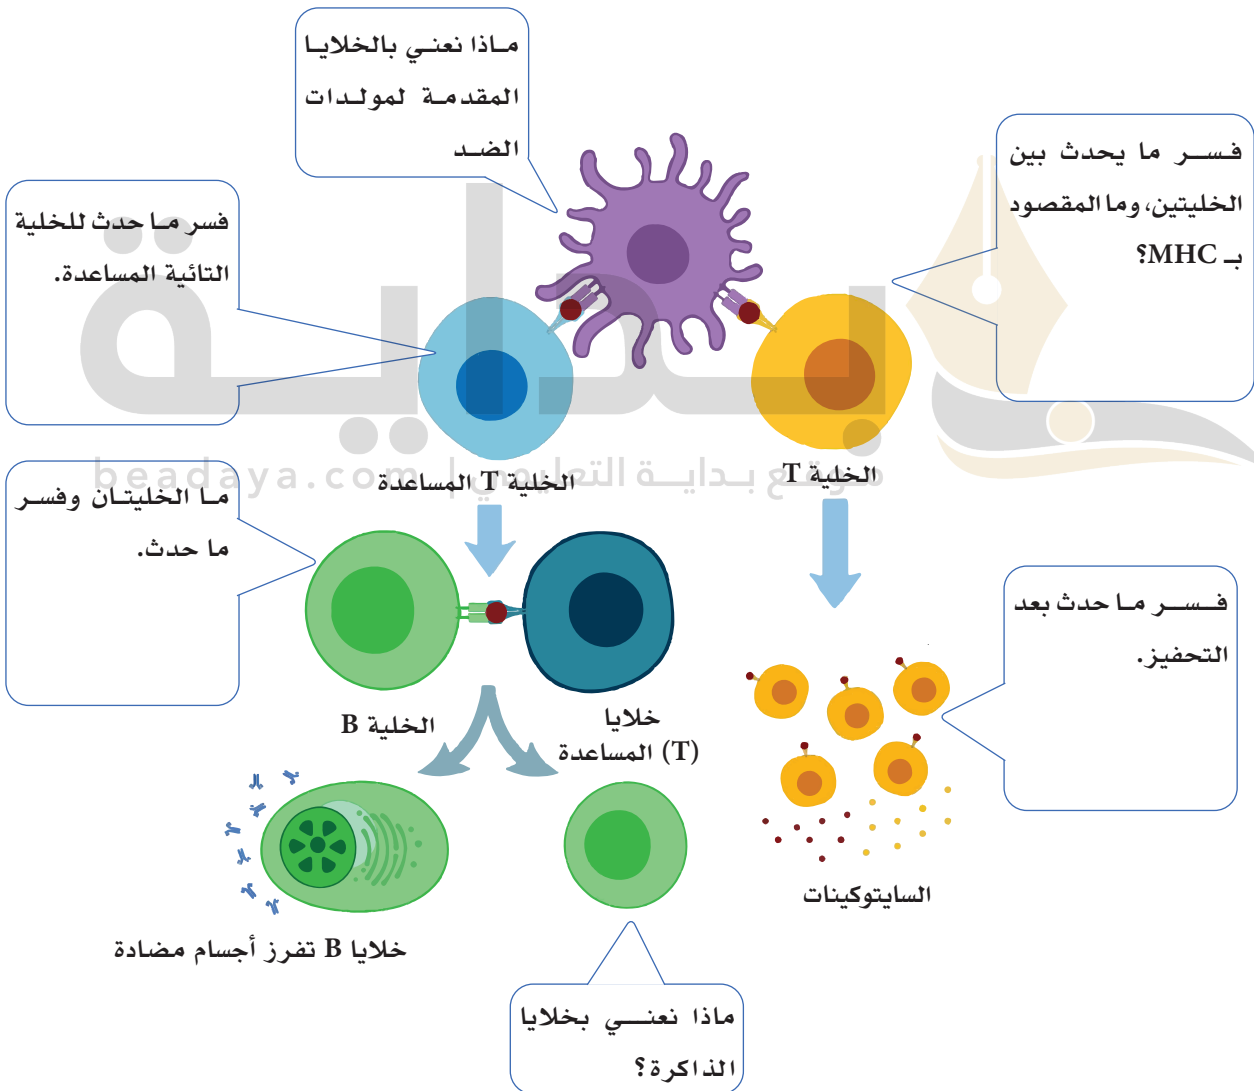 ماذا نعني بالخلايا
المقدمة لمولدات
الضد
فسر ما يحدث بين
الخليتين، وما المقصود
بـ MHC؟
فسر ما حدث للخلية
التائية المساعدة.
بداية
موقع بداية التعليمي | beadaya.com
الخلية T المساعدة
الخلية T
ما الخليتان وفسر
ما حدث.
فسر ما حدث بعد
التحفيز.
الخلية B
خلايا
(T) المساعدة
السايتوكينات
خلايا B تفرز أجسام مضادة
ماذا نعني بخلايا
الذاكرة؟